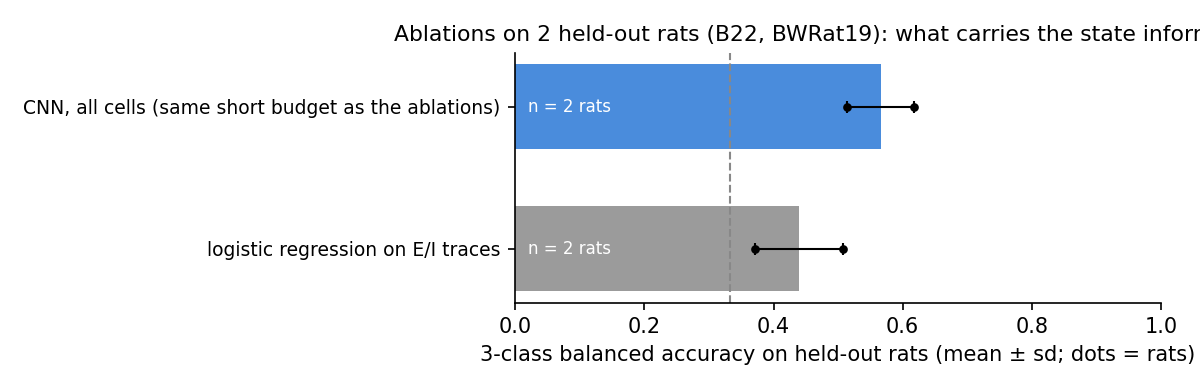 Ablations on 2 held-out rats (B22, BWRat19): what carries the state
CNN, all cells (same short budget as the ablations)
n = 2 rats
logistic regression on E/I traces
n = 2 rats
0.0 0.2 0.4 0.6 0.8 1.0
3-class balanced accuracy on held-out rats (mean ± sd; dots = rats)